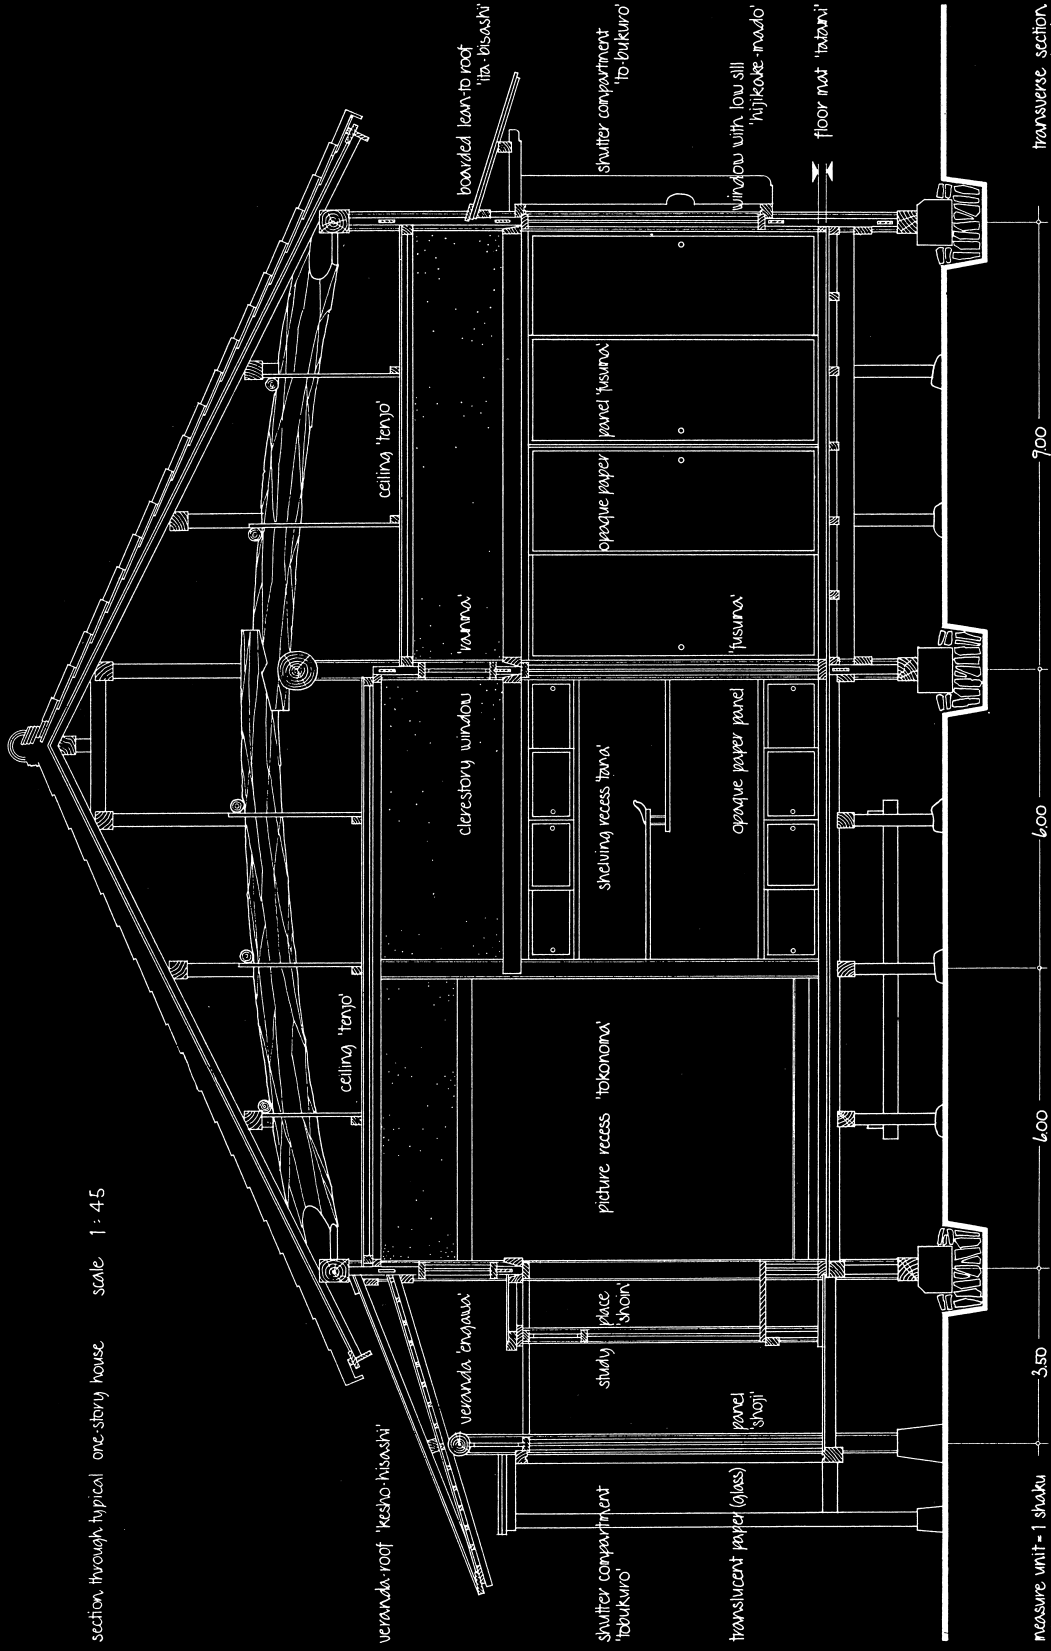 section through typical one-story house scale 1:45
veranda-roof 'kesho-hisashi'
veranda 'engawa'
ceiling 'tenjo'
ceiling 'tenjo'
clerestory window 'ramma'
boarded lean-to roof
'ita-bisashi'
shutter compartment
'tobukuro'
study place
'shoin'
picture recess 'tokonoma'
shelving recess 'tana'
opaque paper panel 'fusuma'
shutter compartment
'to-bukuro'
translucent paper (glass) panel
'shoji'
opaque paper panel 'fusuma'
window with low sill
'hijikake-mado'
floor mat 'tatami'
measure unit = 1 shaku
3.50
6.00
6.00
9.00
transverse section